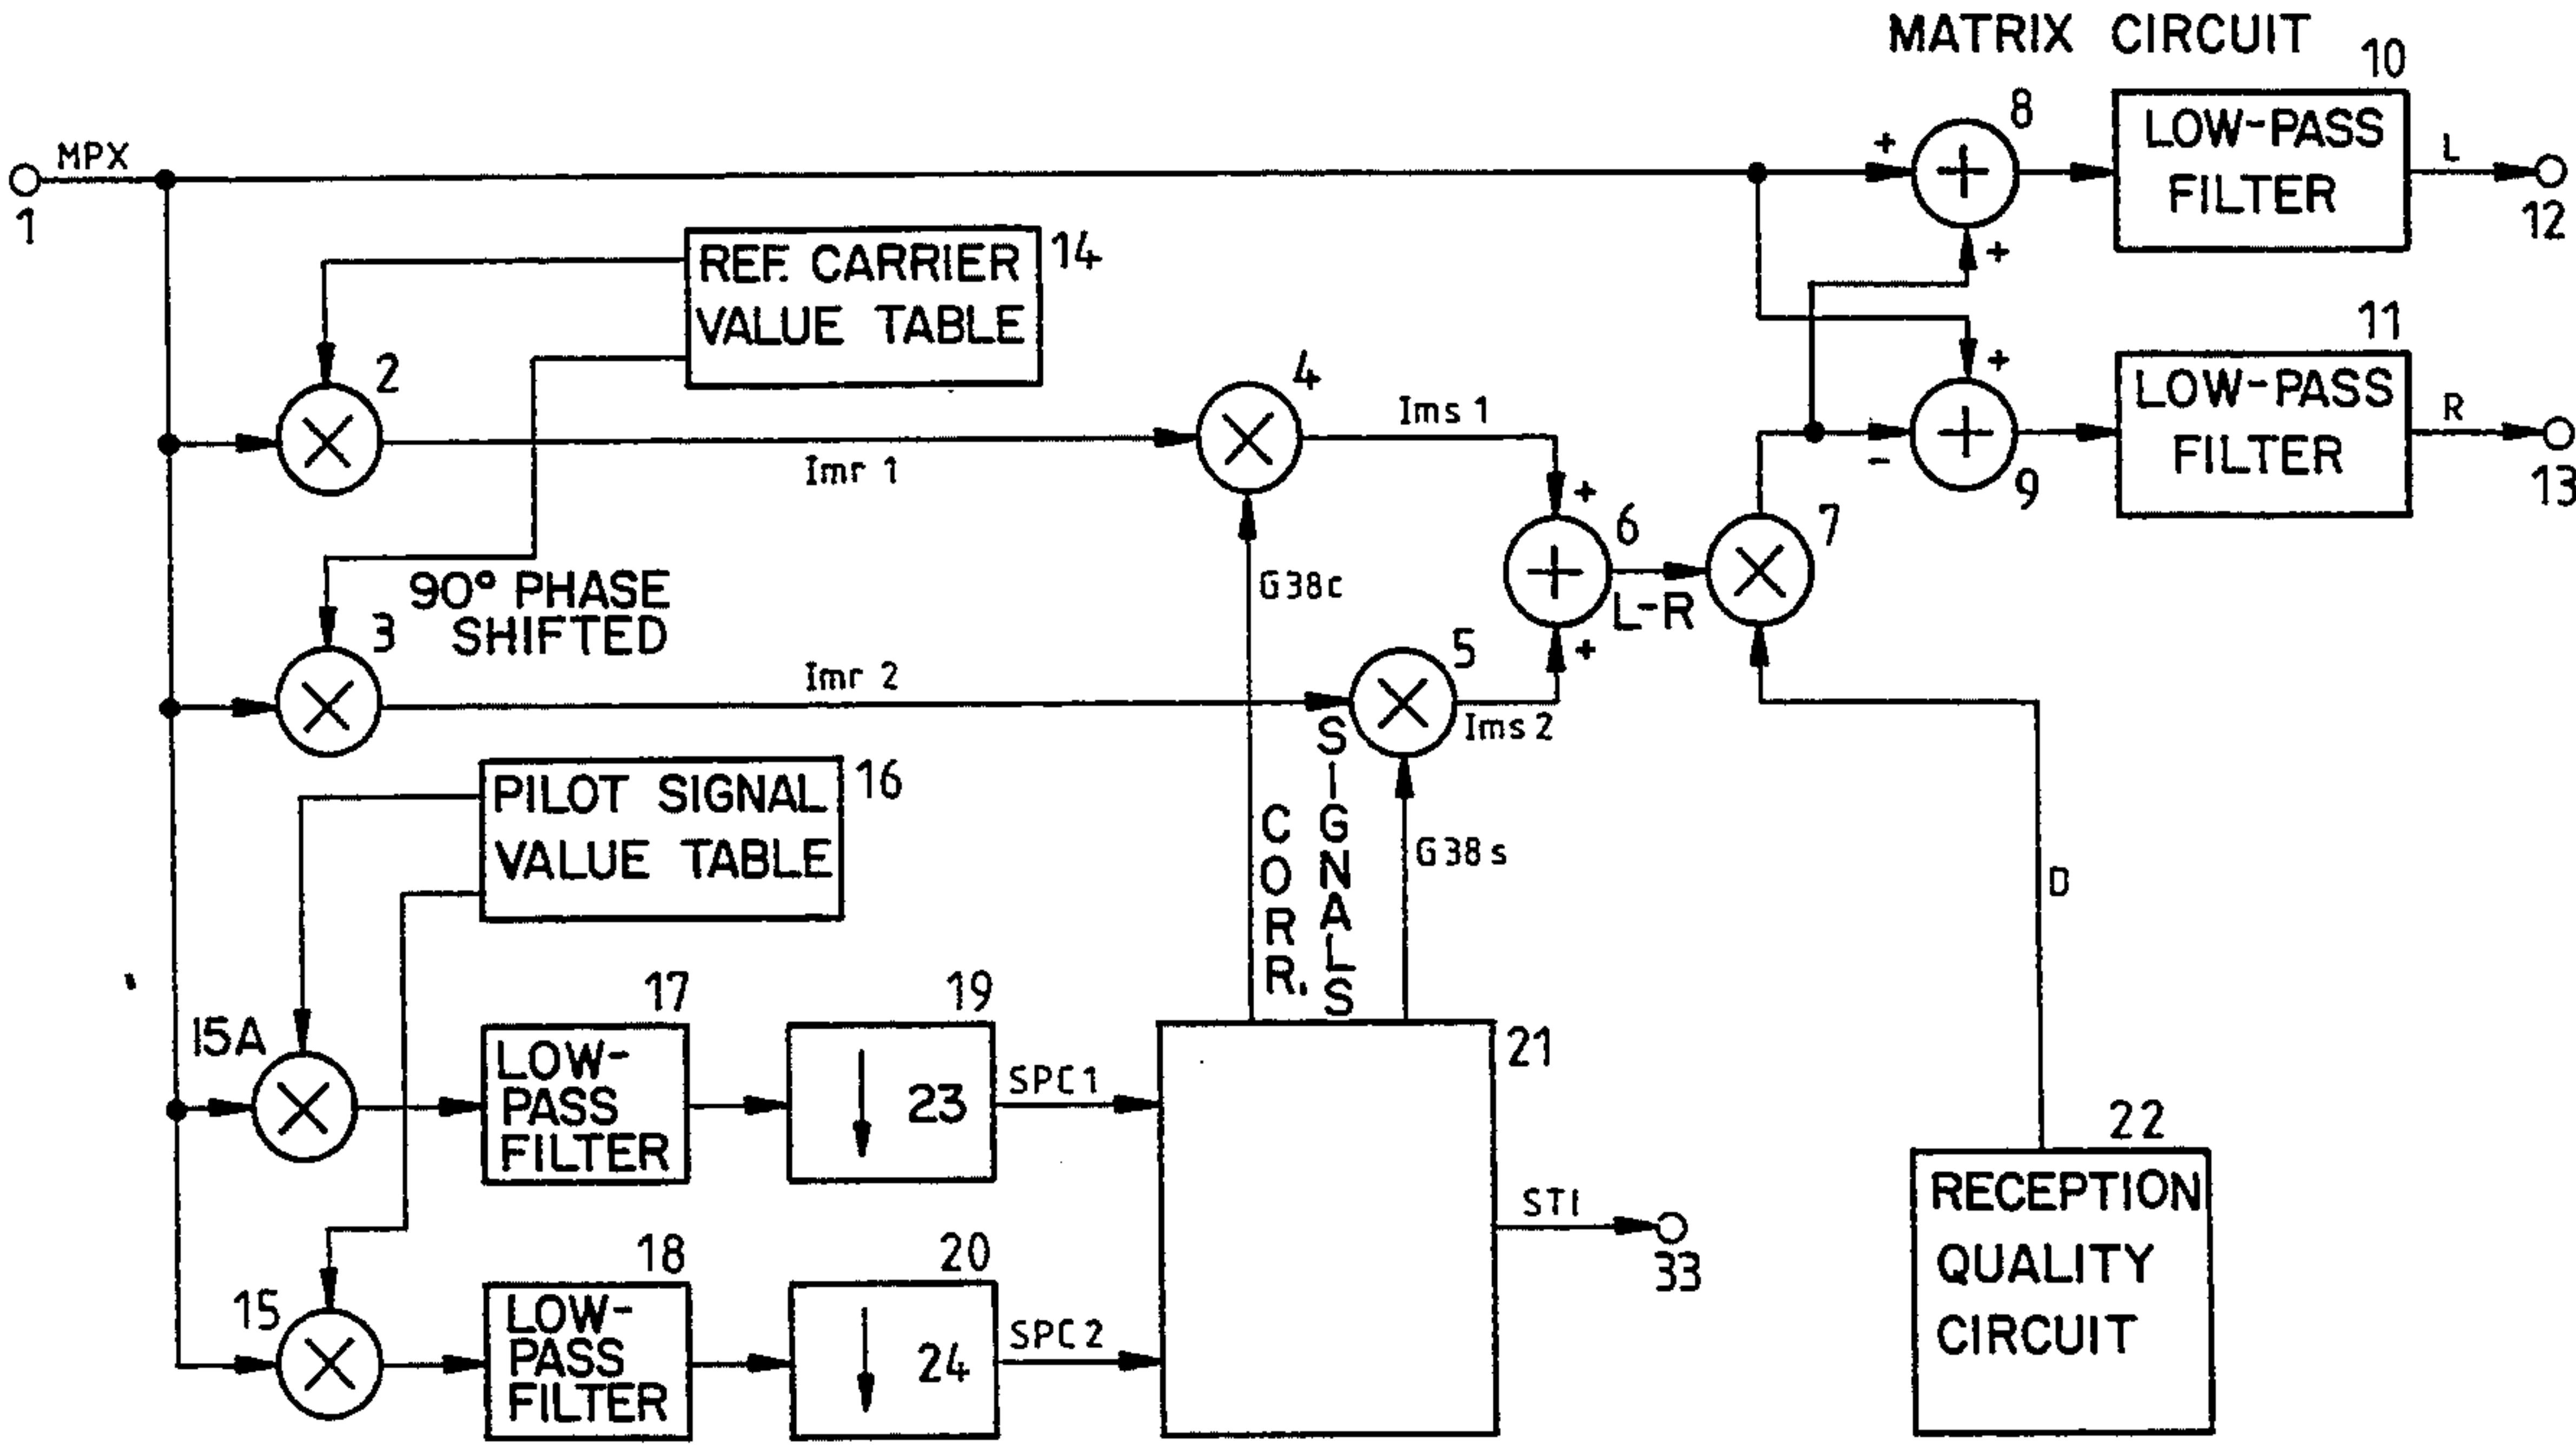 MATRIX CIRCUIT
10
8
LOW-PASS
FILTER
L
12
MPX
1
+
+
REF. CARRIER
VALUE TABLE
14
2
11
LOW-PASS
FILTER
R
13
+
-
9
4
Imr 1
Ims 1
90° PHASE
SHIFTED
3
G38c
+
6
L-R
7
+
Imr 2
5
Ims 2
PILOT SIGNAL
VALUE TABLE
16
CORR.
SIGNALS
G38s
D
15A
17
LOW-
PASS
FILTER
19
23
SPC1
21
22
RECEPTION
QUALITY
CIRCUIT
STI
33
15
18
LOW-
PASS
FILTER
20
24
SPC2